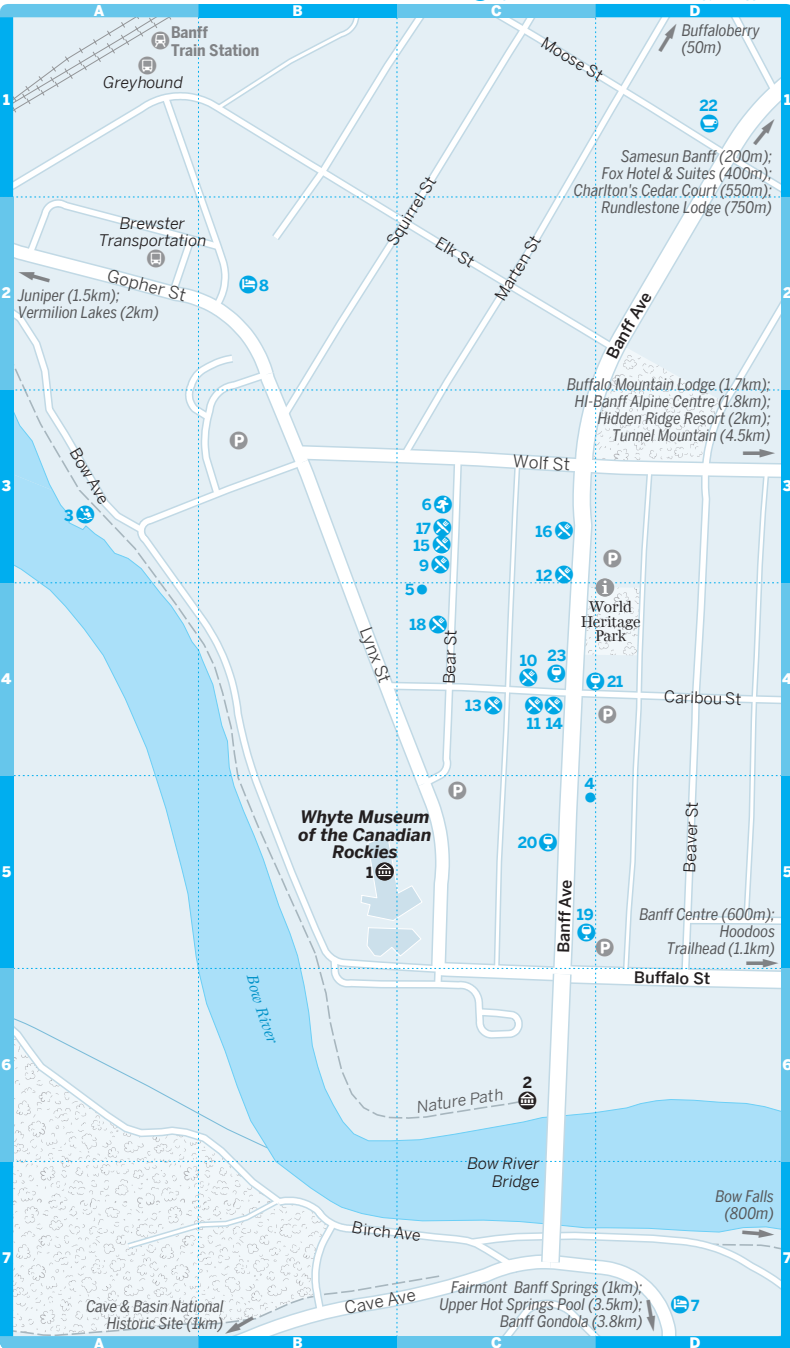 A
B
C
D
Banff
Train Station
Greyhound
Moose St
Buffaloberry
(50m)
1
1
22
Samesun Banff (200m);
Fox Hotel & Suites (400m);
Charlton's Cedar Court (550m);
Rundlestone Lodge (750m)
Squirrel St
Brewster
Transportation
Elk St
Marten St
Gopher St
8
2
2
Juniper (1.5km);
Vermilion Lakes (2km)
Banff Ave
Buffalo Mountain Lodge (1.7km);
HI-Banff Alpine Centre (1.8km);
Hidden Ridge Resort (2km);
Tunnel Mountain (4.5km)
P
Wolf St
Bow Ave
3
3
3
6
17
15
9
16
P
12
5
i
World
Heritage
Park
18
Lynx St
Bear St
10
23
4
4
21
Caribou St
13
11
14
P
4
P
Whyte Museum
of the Canadian
Rockies
1
20
Beaver St
5
5
Banff Ave
19
P
Banff Centre (600m);
Hoodoos
Trailhead (1.1km)
Buffalo St
Bow River
6
6
2
Nature Path
Bow River
Bridge
Bow Falls
(800m)
Birch Ave
7
7
Cave Ave
Cave & Basin National
Historic Site (1km)
Fairmont Banff Springs (1km);
Upper Hot Springs Pool (3.5km);
Banff Gondola (3.8km)
7
A
B
C
D